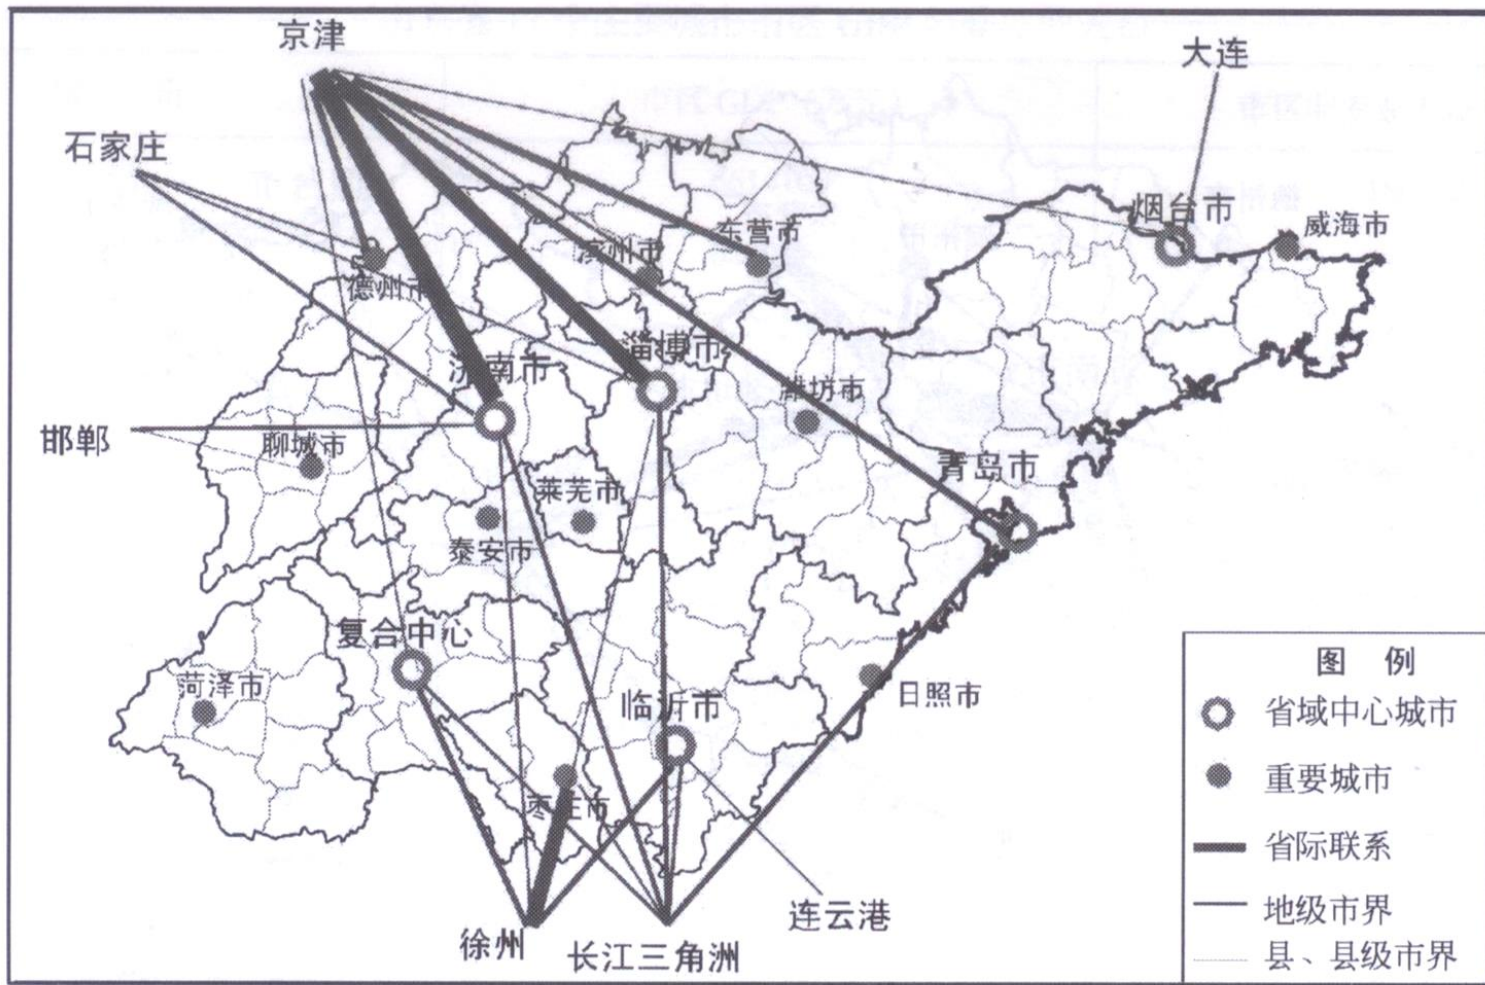 京津
大连
石家庄
烟台市
威海市
东营市
滨州市
德州市
淄博市
济南市
潍坊市
邯郸
聊城市
青岛市
莱芜市
泰安市
复合中心
菏泽市
临沂市
日照市
枣庄市
连云港
徐州
长江三角洲
图 例
省域中心城市
重要城市
省际联系
地级市界
县、县级市界